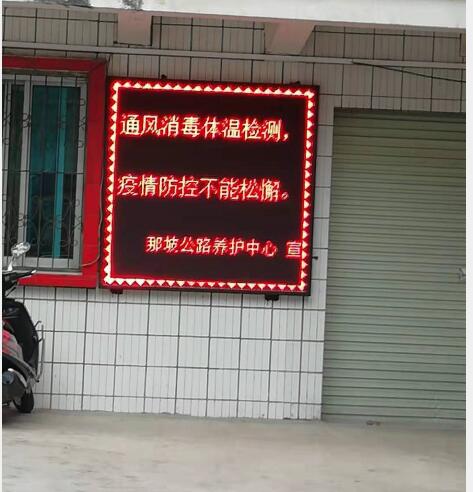 通风消毒体温检测，
疫情防控不能松懈。
那坡公路养护中心 宣